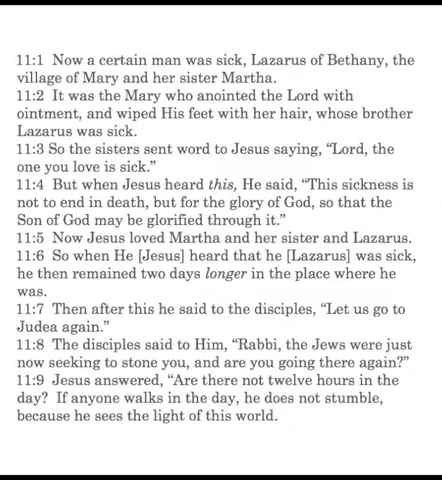 11:1  Now a certain man was sick, Lazarus of Bethany, the
village of Mary and her sister Martha.
11:2  It was the Mary who anointed the Lord with
ointment, and wiped His feet with her hair, whose brother
Lazarus was sick.
11:3 So the sisters sent word to Jesus saying, “Lord, the
one you love is sick.”
11:4  But when Jesus heard this, He said, “This sickness is
not to end in death, but for the glory of God, so that the
Son of God may be glorified through it.”
11:5  Now Jesus loved Martha and her sister and Lazarus.
11:6  So when He [Jesus] heard that he [Lazarus] was sick,
he then remained two days longer in the place where he
was.
11:7  Then after this he said to the disciples, “Let us go to
Judea again.”
11:8  The disciples said to Him, “Rabbi, the Jews were just
now seeking to stone you, and are you going there again?”
11:9  Jesus answered, “Are there not twelve hours in the
day?  If anyone walks in the day, he does not stumble,
because he sees the light of this world.